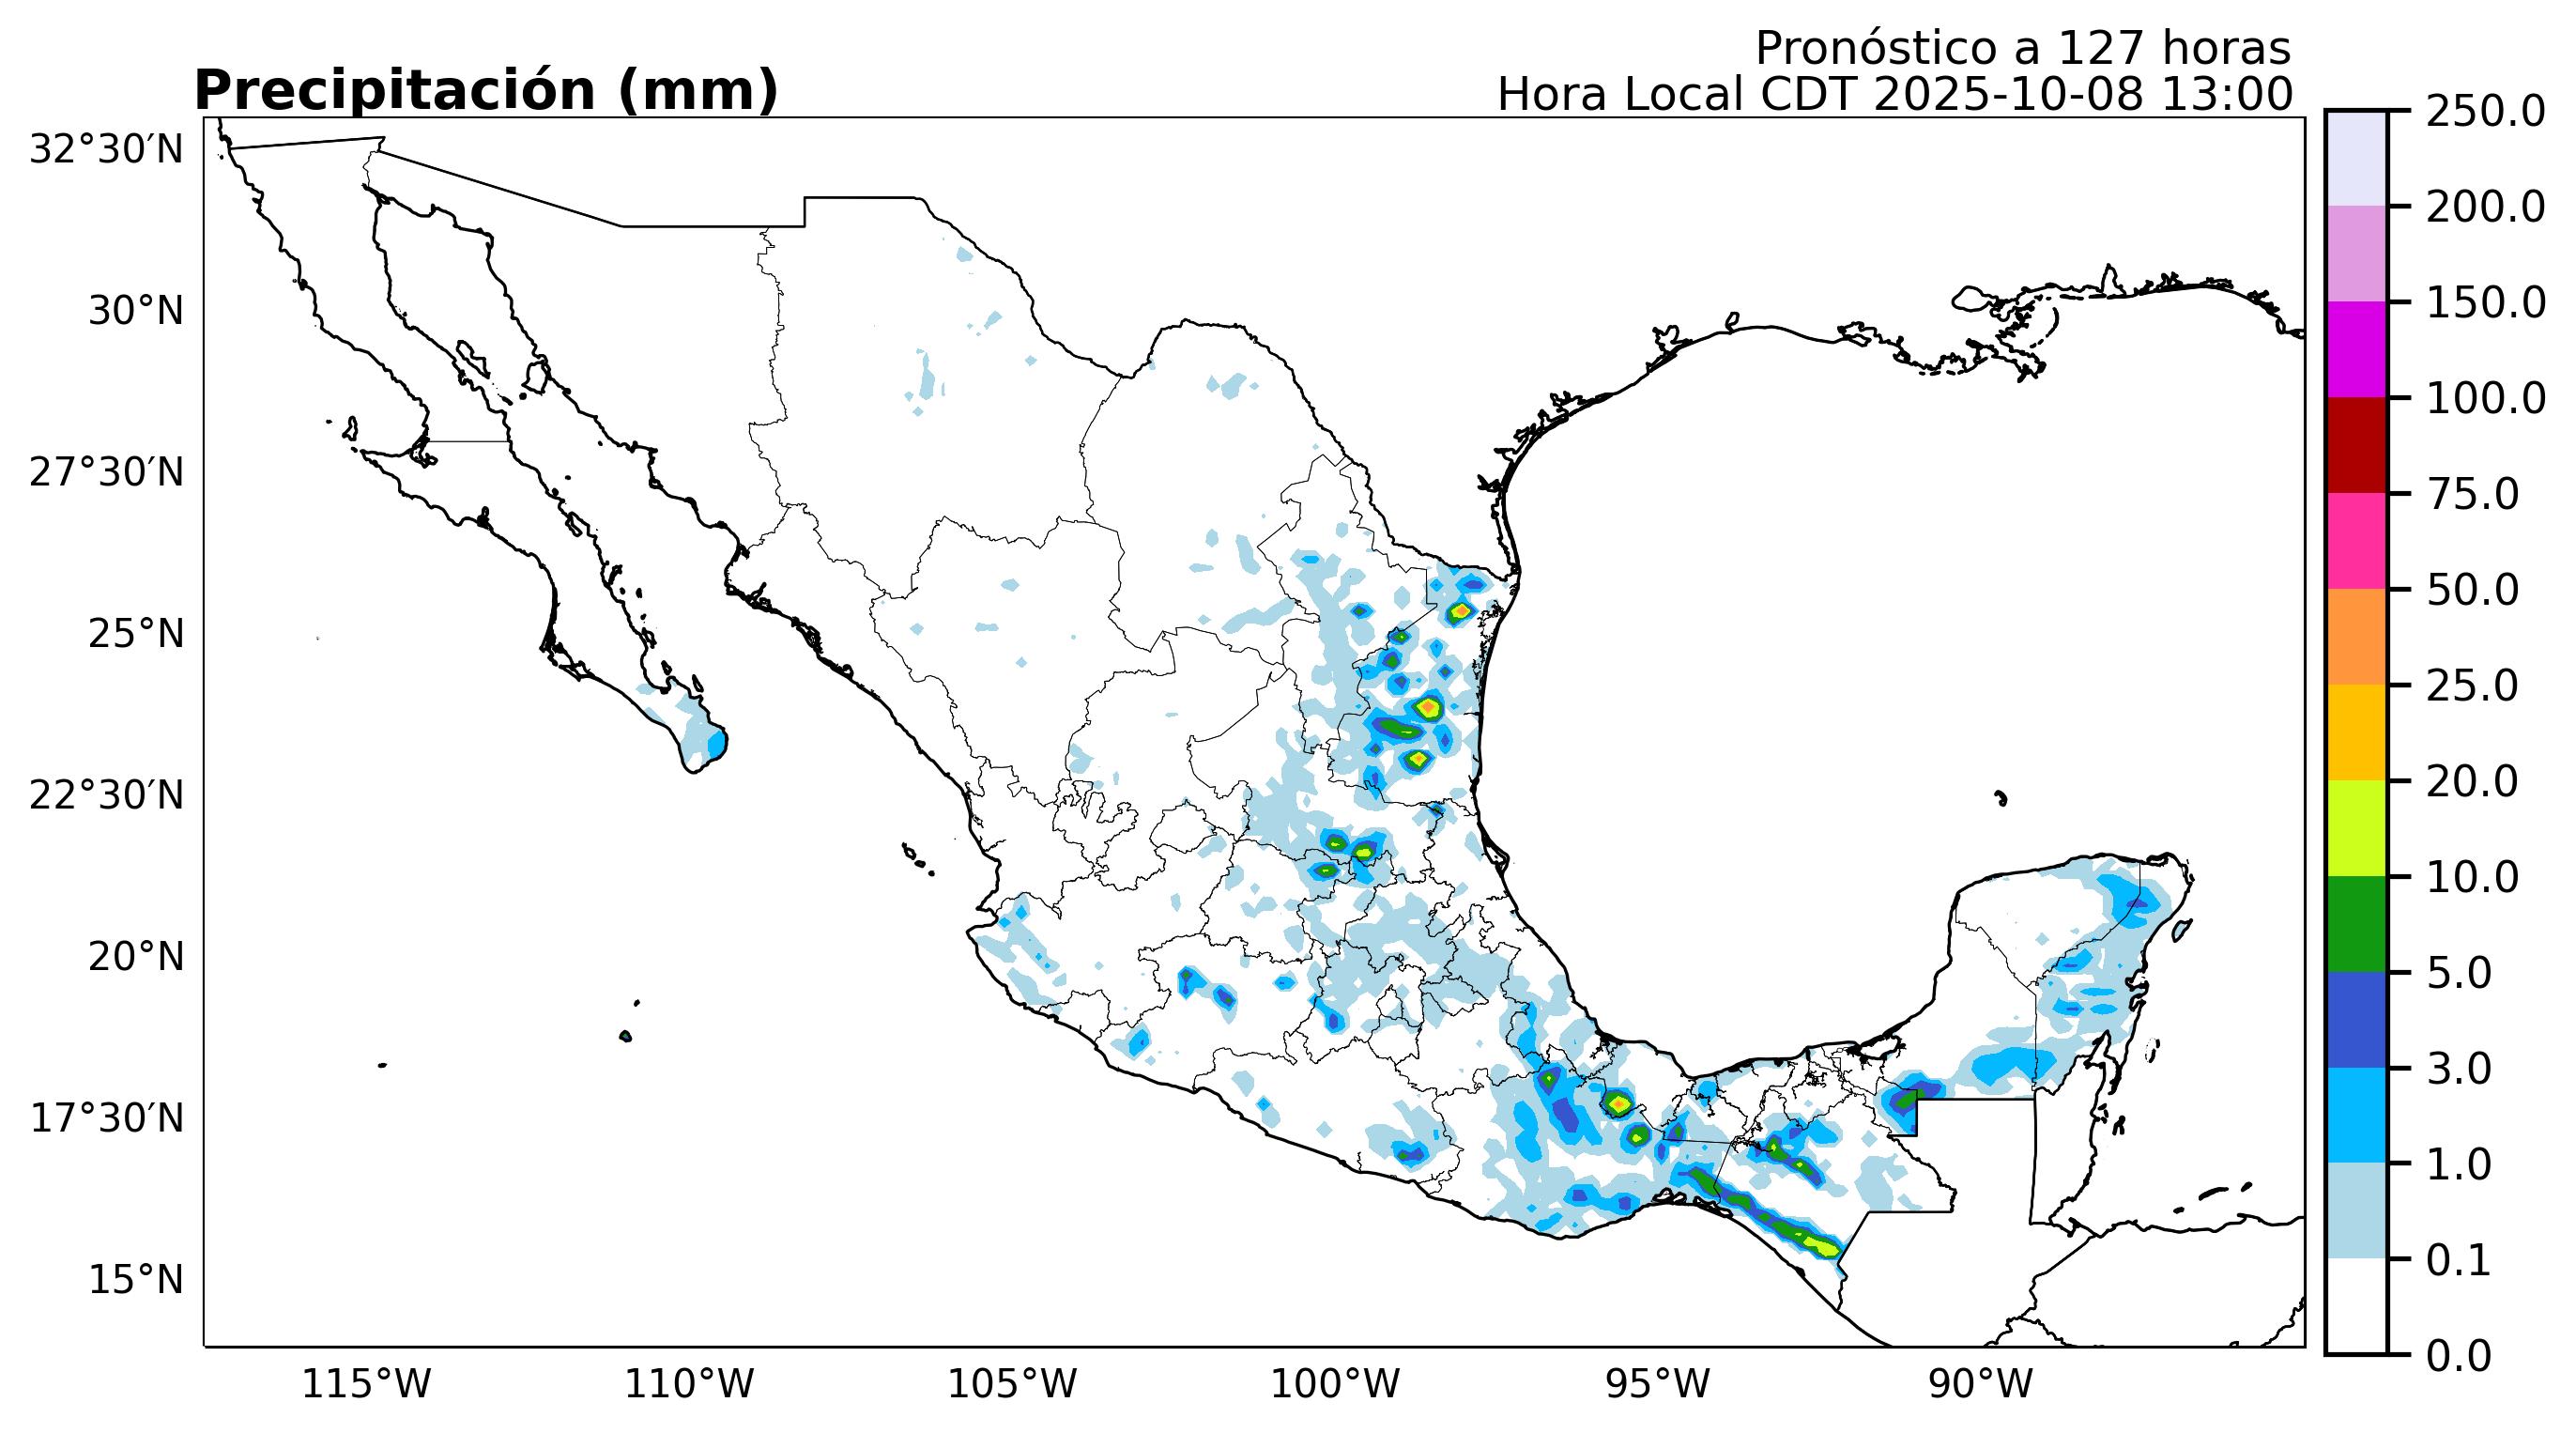 Pronóstico a 127 horas
Precipitación (mm)
Hora Local CDT 2025-10-08 13:00
32°30′N
30°N
27°30′N
25°N
22°30′N
20°N
17°30′N
15°N
115°W
110°W
105°W
100°W
95°W
90°W
250.0
200.0
150.0
100.0
75.0
50.0
25.0
20.0
10.0
5.0
3.0
1.0
0.1
0.0